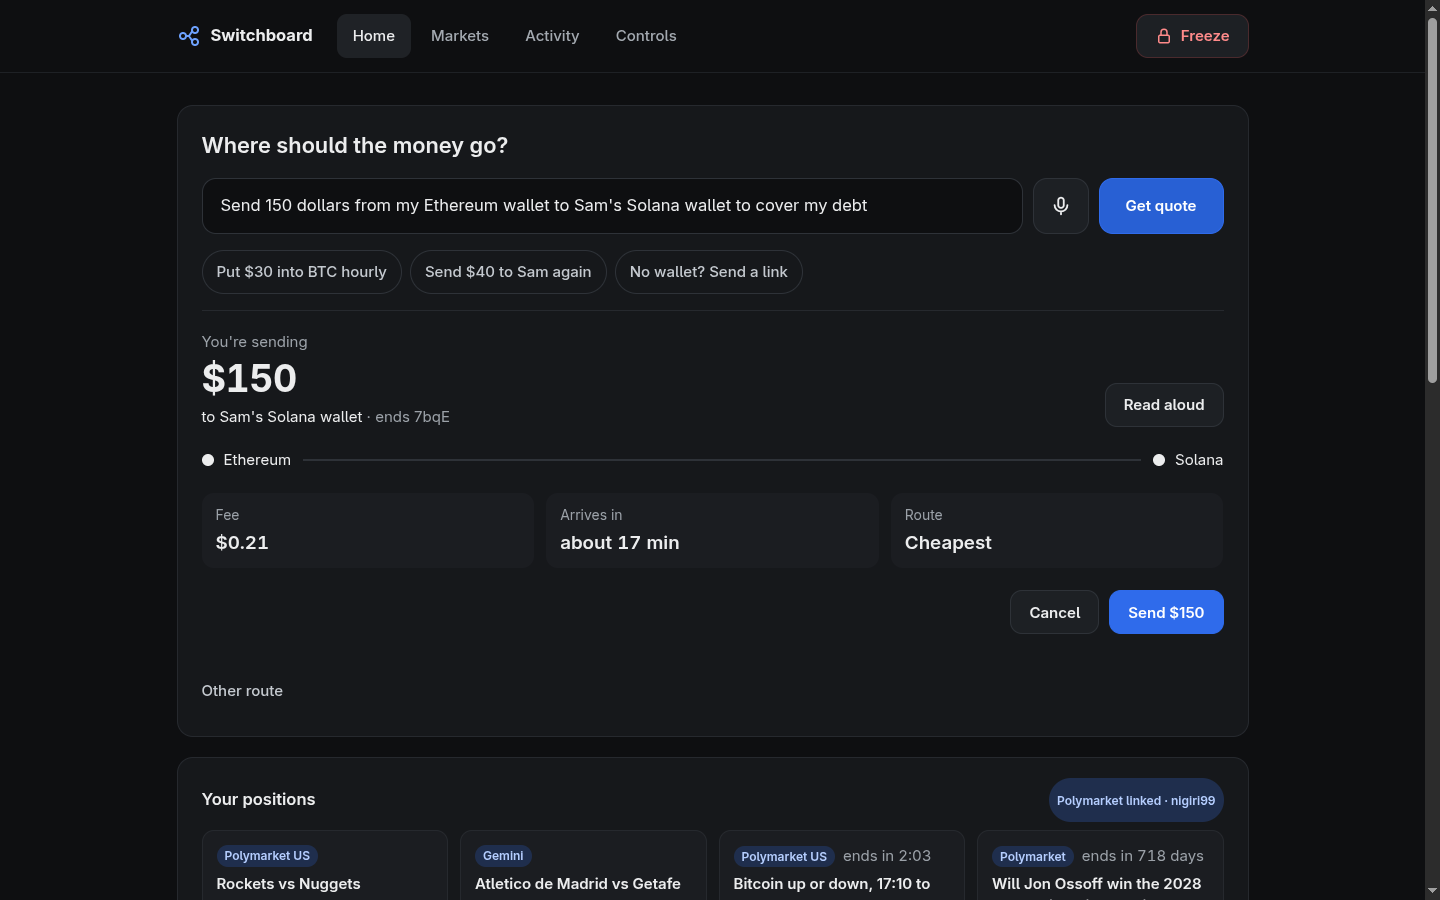 Switchboard
Home
Markets
Activity
Controls
Freeze
Where should the money go?
Send 150 dollars from my Ethereum wallet to Sam's Solana wallet to cover my debt
Get quote
Put $30 into BTC hourly
Send $40 to Sam again
No wallet? Send a link
You're sending
$150
to Sam's Solana wallet · ends 7bqE
Read aloud
Ethereum
Solana
Fee
$0.21
Arrives in
about 17 min
Route
Cheapest
Cancel
Send $150
Other route
Your positions
Polymarket linked · nigiri99
Polymarket US
Rockets vs Nuggets
Gemini
Atletico de Madrid vs Getafe
Polymarket US ends in 2:03
Bitcoin up or down, 17:10 to
Polymarket ends in 718 days
Will Jon Ossoff win the 2028